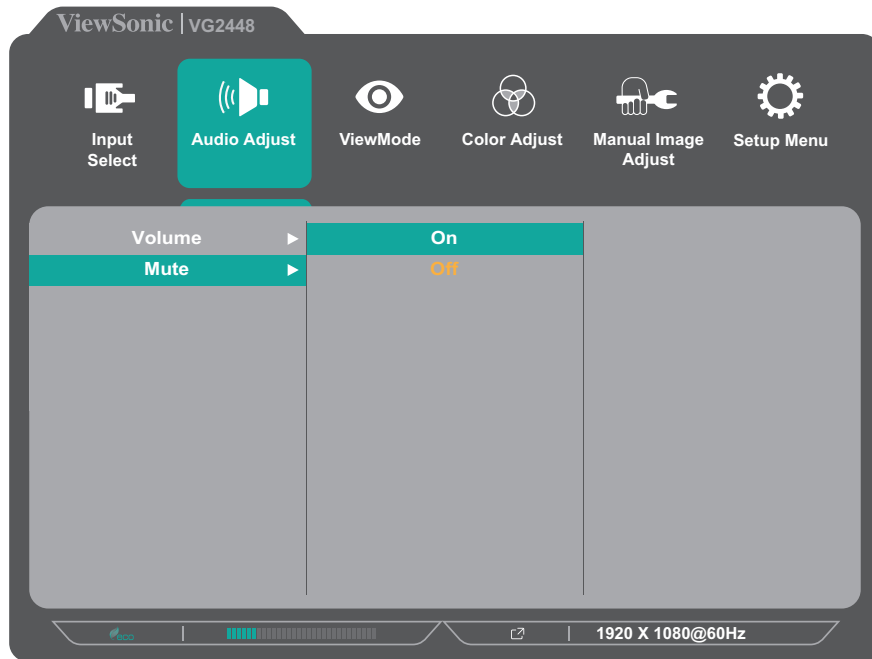 ViewSonic | VG2448
Input Select
Audio Adjust
ViewMode
Color Adjust
Manual Image Adjust
Setup Menu
Volume ▶
On
Mute ▶
Off
eco
1920 X 1080@60Hz